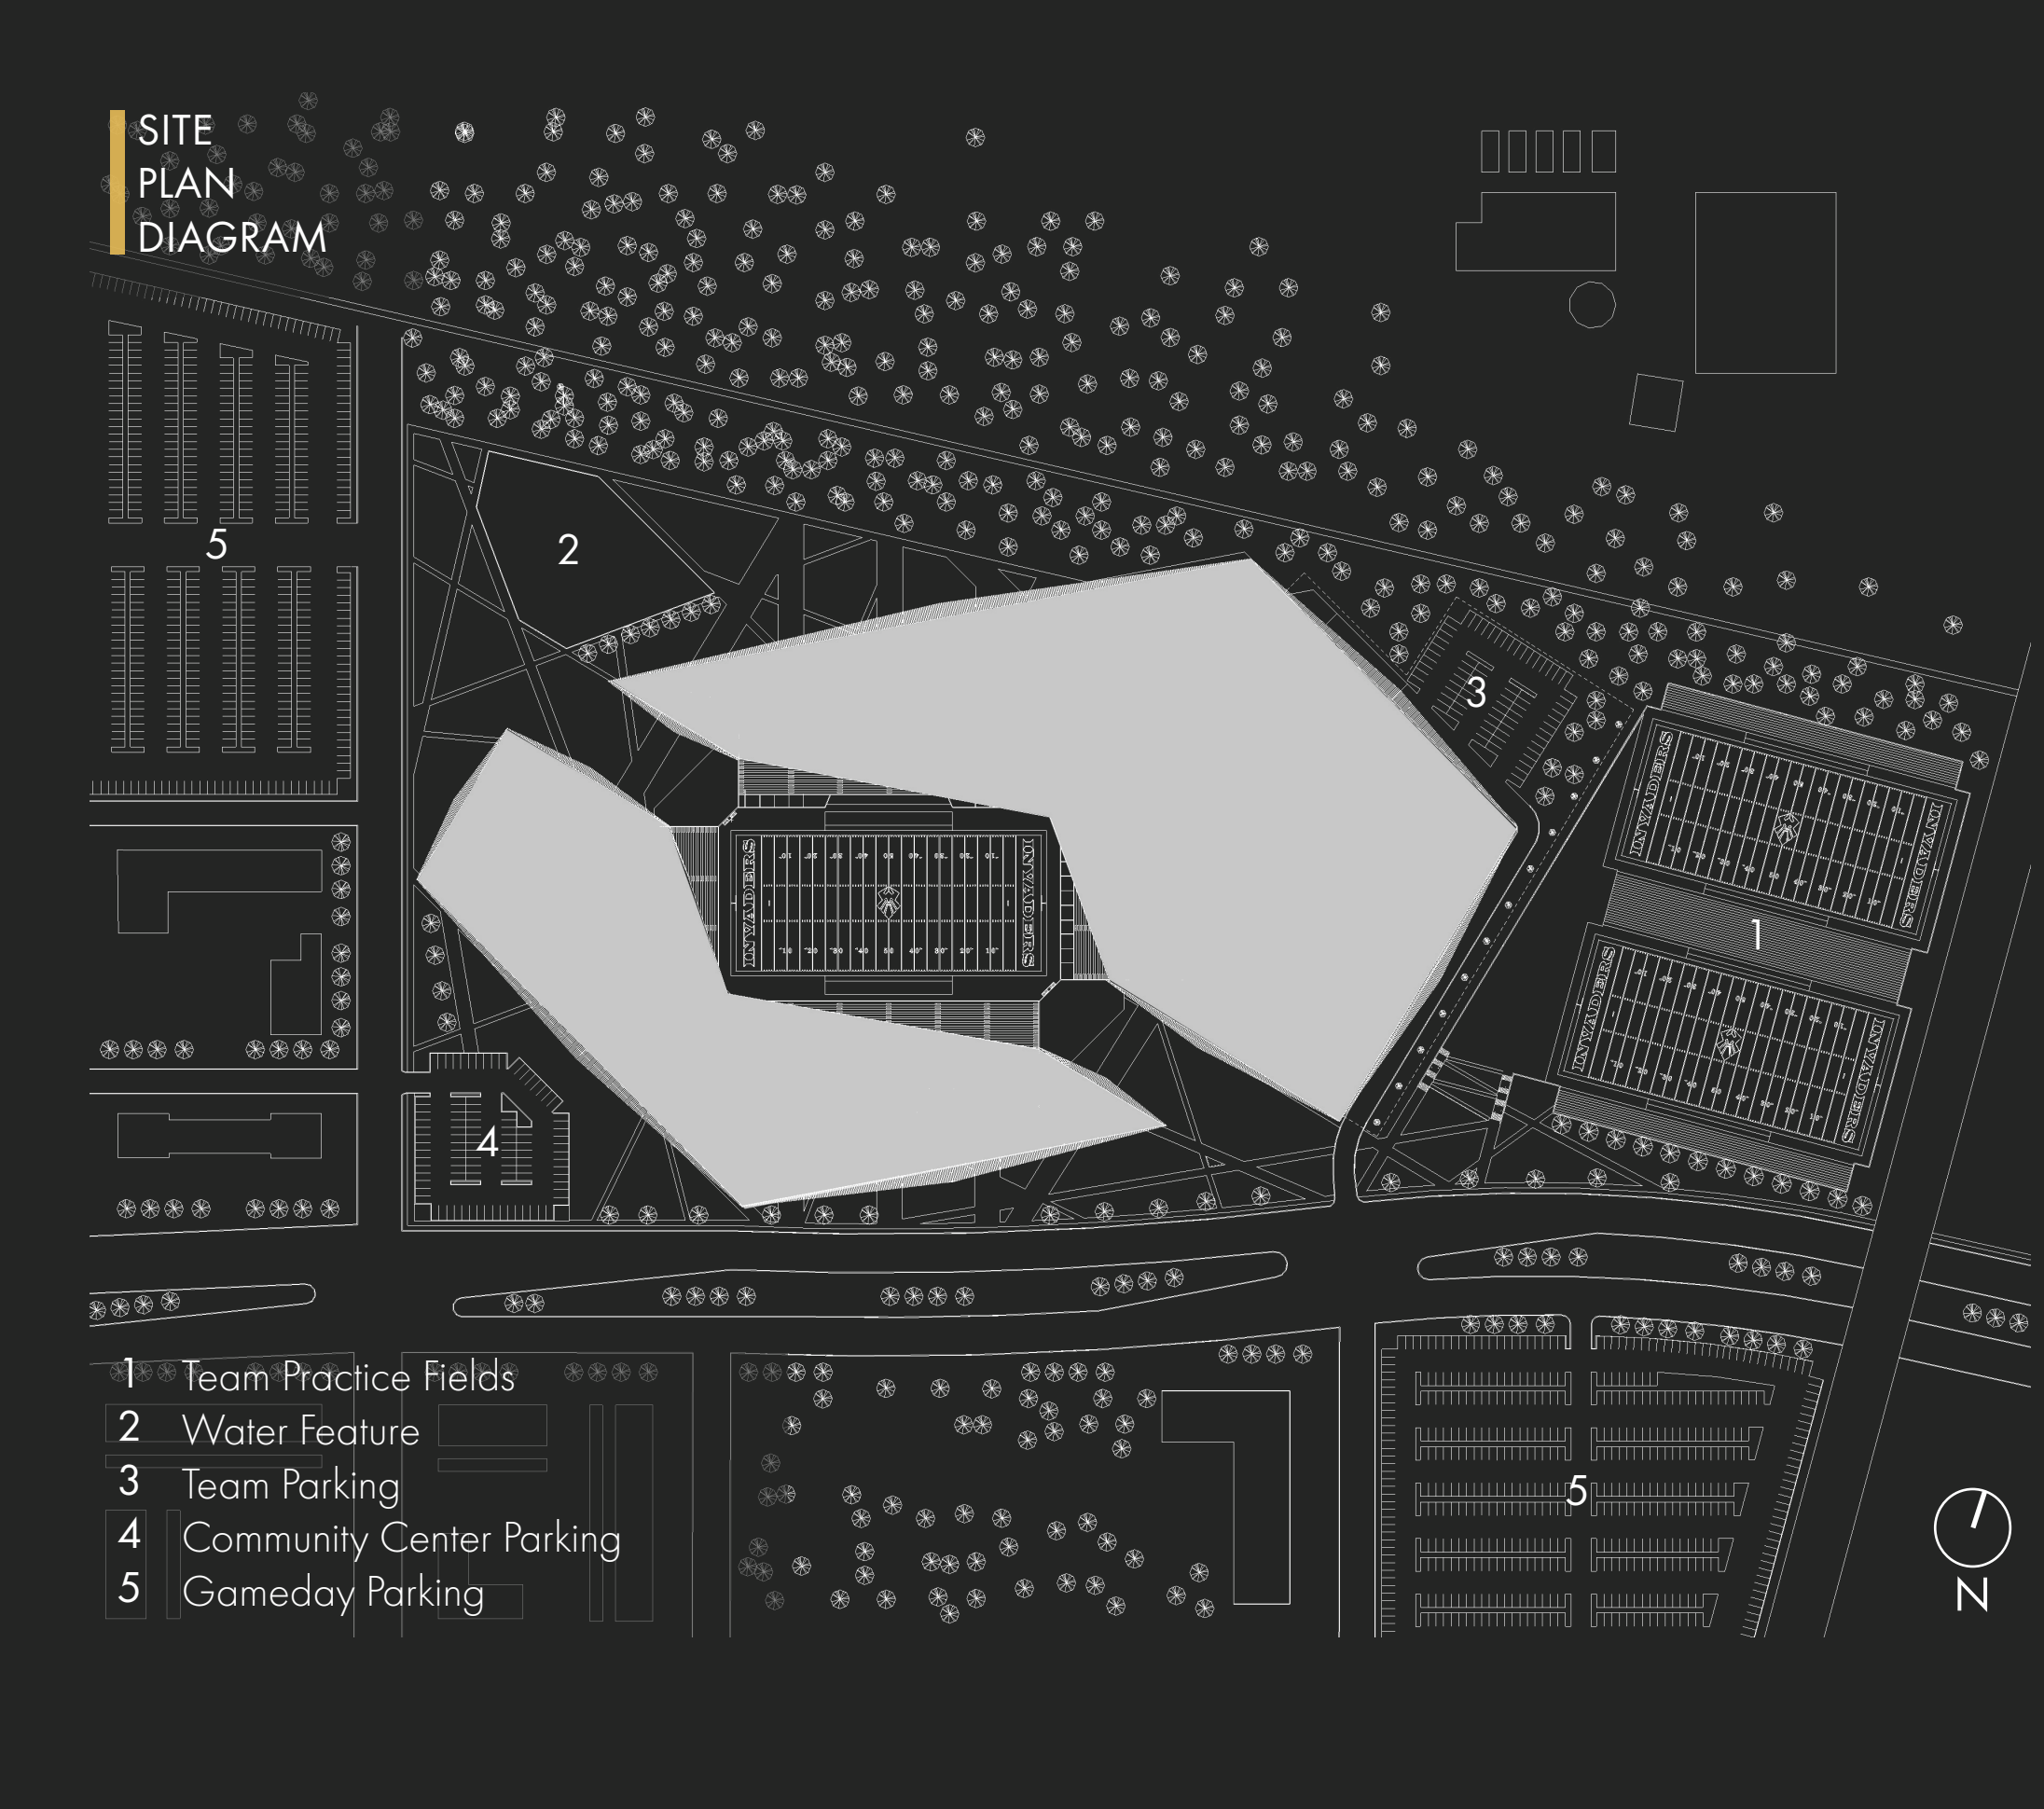 SITE
PLAN
DIAGRAM
5
2
3
1
4
5
INVADERS
INVADERS
INVADERS
INVADERS
INVADERS
INVADERS
1 Team Practice Fields
2 Water Feature
3 Team Parking
4 Community Center Parking
5 Gameday Parking
N